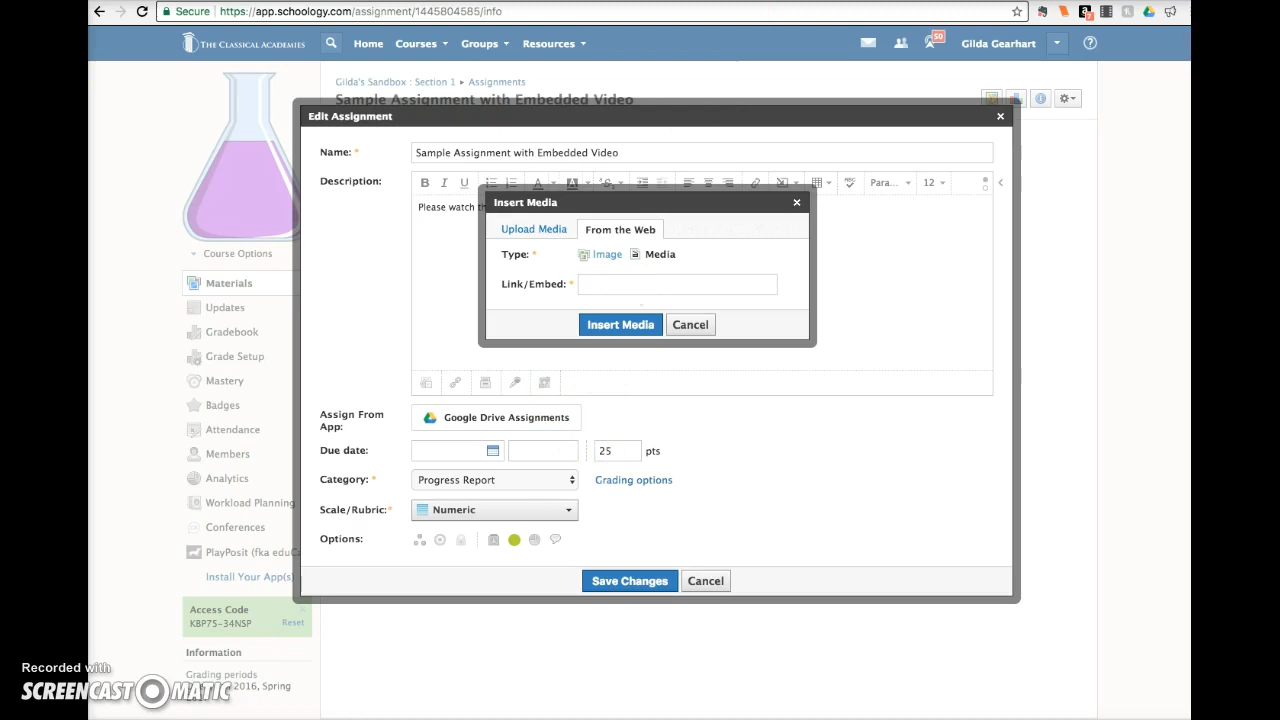 Secure https://app.schoology.com/assignment/1445804585/info
THE CLASSICAL ACADEMIES
Home Courses Groups Resources
50
Gilda Gearhart
Gilda's Sandbox : Section 1 ▸ Assignments
Sample Assignment with Embedded Video
Edit Assignment
Name: * Sample Assignment with Embedded Video
Description:
B I U
ABC Para... 12
Please watch th
Insert Media
Upload Media From the Web
Type: * Image Media
Link/Embed: *
Insert Media Cancel
Assign From App: Google Drive Assignments
Due date: 25 pts
Category: * Progress Report Grading options
Scale/Rubric: * Numeric
Options:
Save Changes Cancel
Course Options
Materials
Updates
Gradebook
Grade Setup
Mastery
Badges
Attendance
Members
Analytics
Workload Planning
Conferences
PlayPosit (fka eduC
Install Your App(s)
Access Code
KBP75-34NSP Reset
Information
Grading periods
2016, Spring
Recorded with
SCREENCAST MATIC